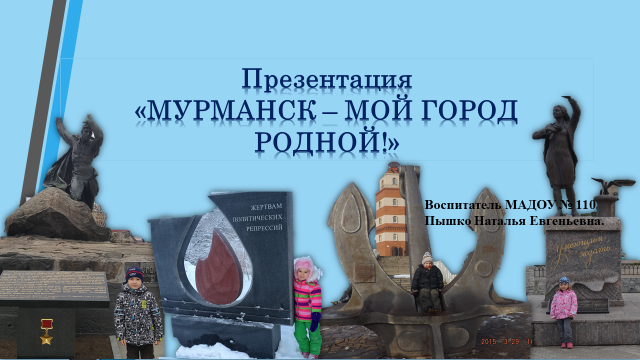 Презентация
«МУРМАНСК – МОЙ ГОРОД
РОДНОЙ!»
Воспитатель МАДОУ № 110
Пышко Наталья Евгеньевна.
ЖЕРТВАМ
ПОЛИТИЧЕСКИХ
РЕПРЕССИЙ